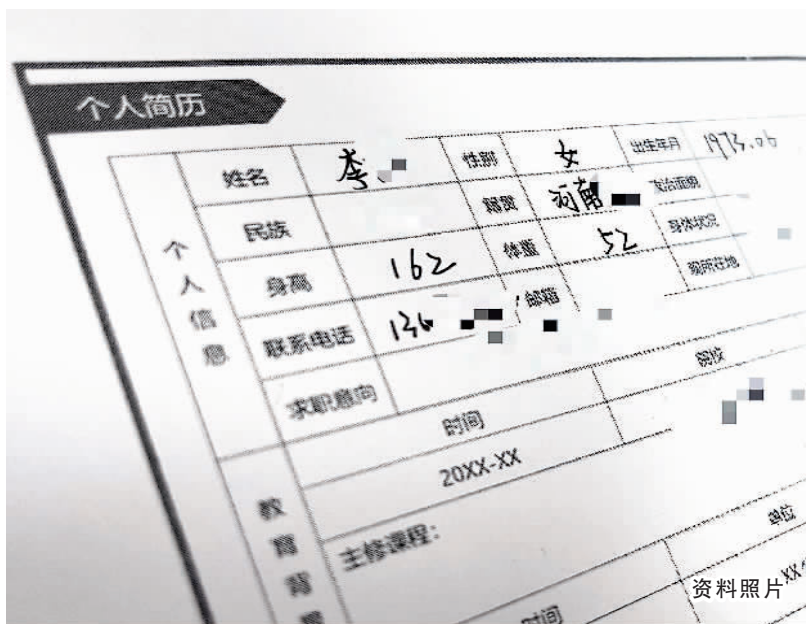 个人简历
个人信息
姓名 李 性别 女 出生年月 1973.06
民族 籍贯 河南 政治面貌
身高 162 体重 52 身体状况
联系电话 136 邮箱 现所在地
求职意向
教育背景
时间 院校
20XX-XX
主修课程:
时间 单位
XX
资料照片